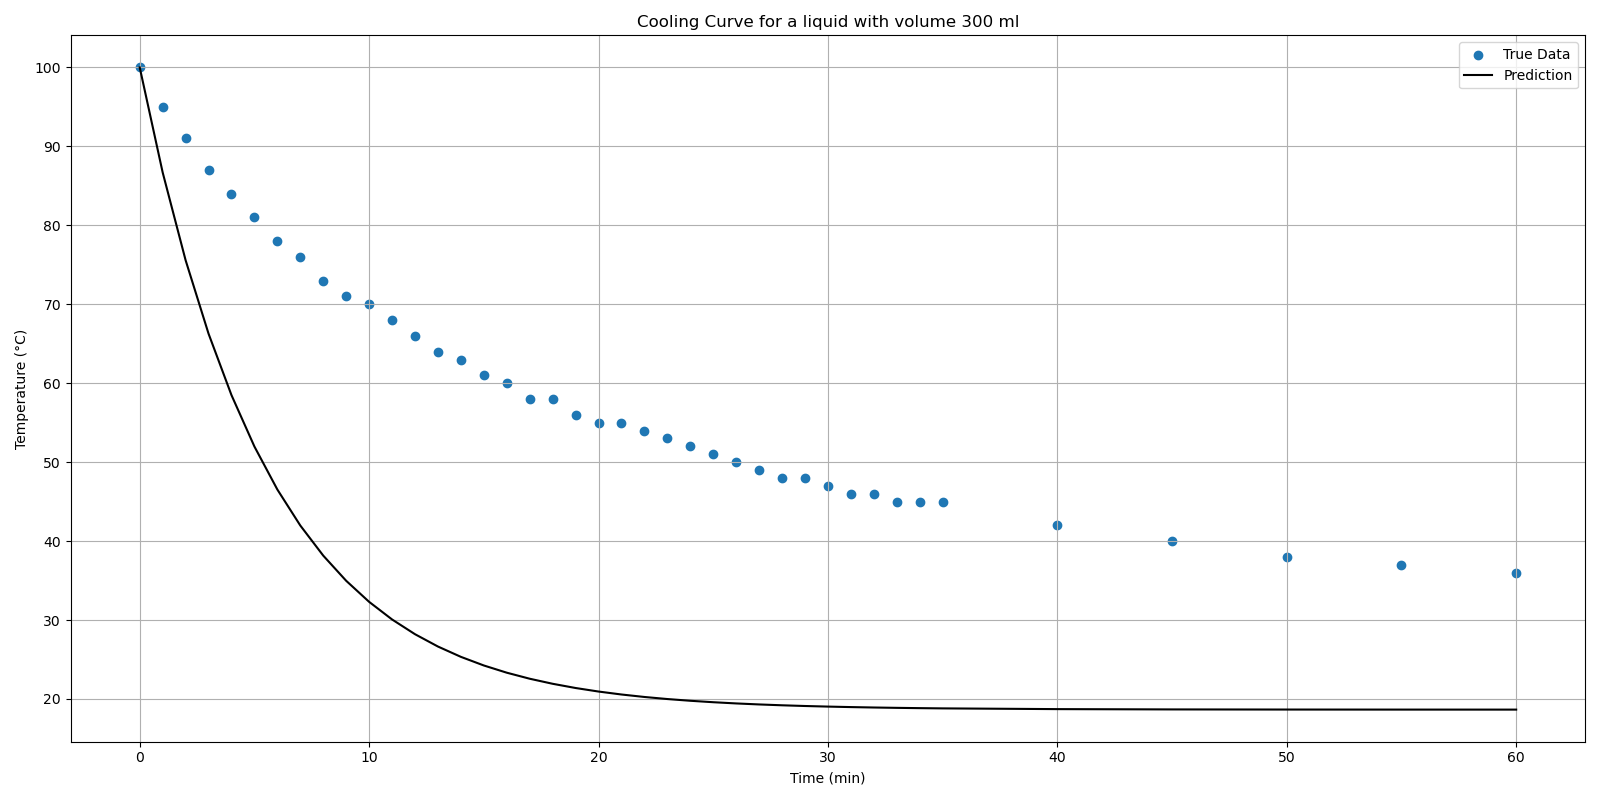 Cooling Curve for a liquid with volume 300 ml
True Data
Prediction
100
90
80
70
60
50
40
30
20
Temperature (°C)
0 10 20 30 40 50 60
Time (min)